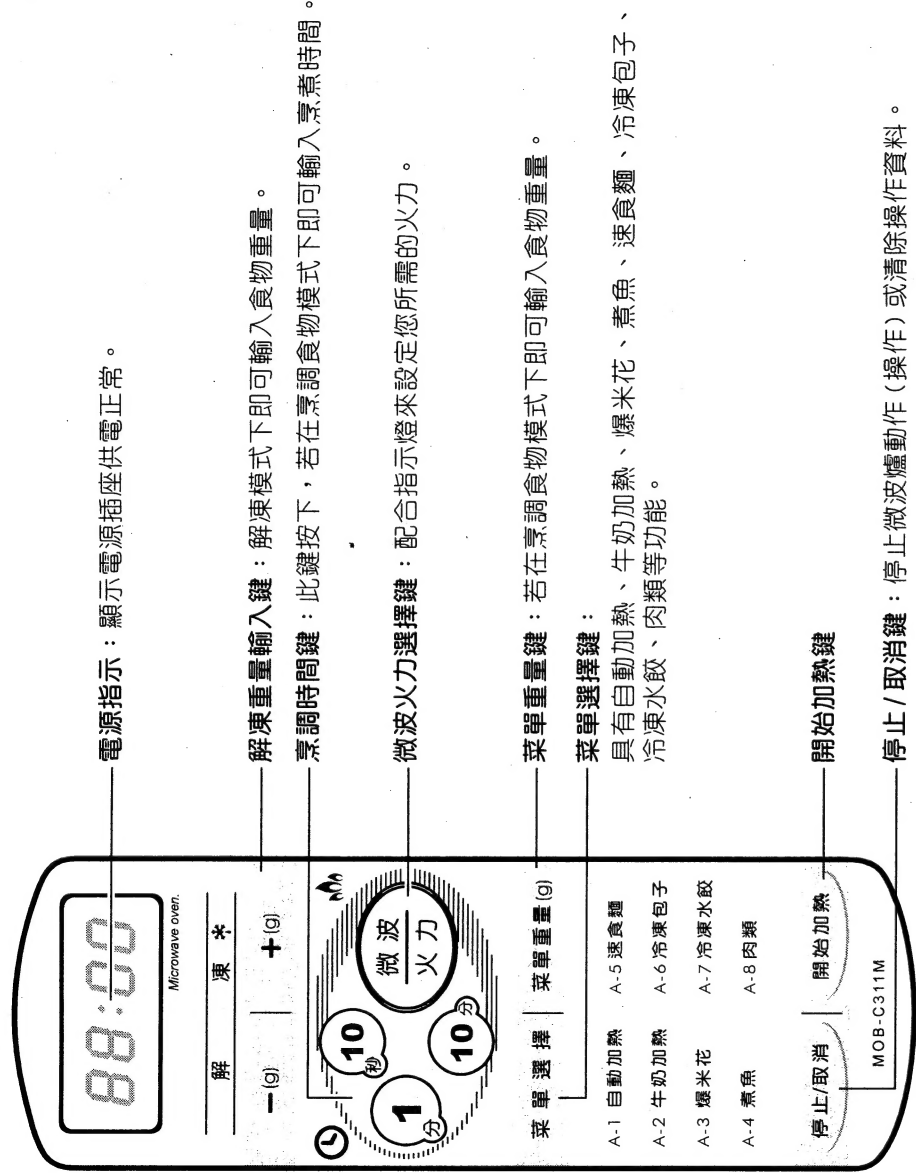 88:00
Microwave oven.
解 凍
−(g) +(g)
10秒
1分
10分
微波
火力
菜單選擇 菜單重量(g)
A-1 自動加熱 A-5 速食麵
A-2 牛奶加熱 A-6 冷凍包子
A-3 爆米花 A-7 冷凍水餃
A-4 煮魚 A-8 肉類
停止/取消 開始加熱
MOB-C311M
電源指示：顯示電源插座供電正常。
解凍重量輸入鍵：解凍模式下即可輸入食物重量。
烹調時間鍵：此鍵按下，若在烹調食物模式下即可輸入烹煮時間。
微波火力選擇鍵：配合指示燈來設定您所需的火力。
菜單重量鍵：若在烹調食物模式下即可輸入食物重量。
菜單選擇鍵：
具有自動加熱、牛奶加熱、爆米花、煮魚、速食麵、冷凍包子、
冷凍水餃、肉類等功能。
開始加熱鍵
停止/取消鍵：停止微波爐動作(操作)或清除操作資料。